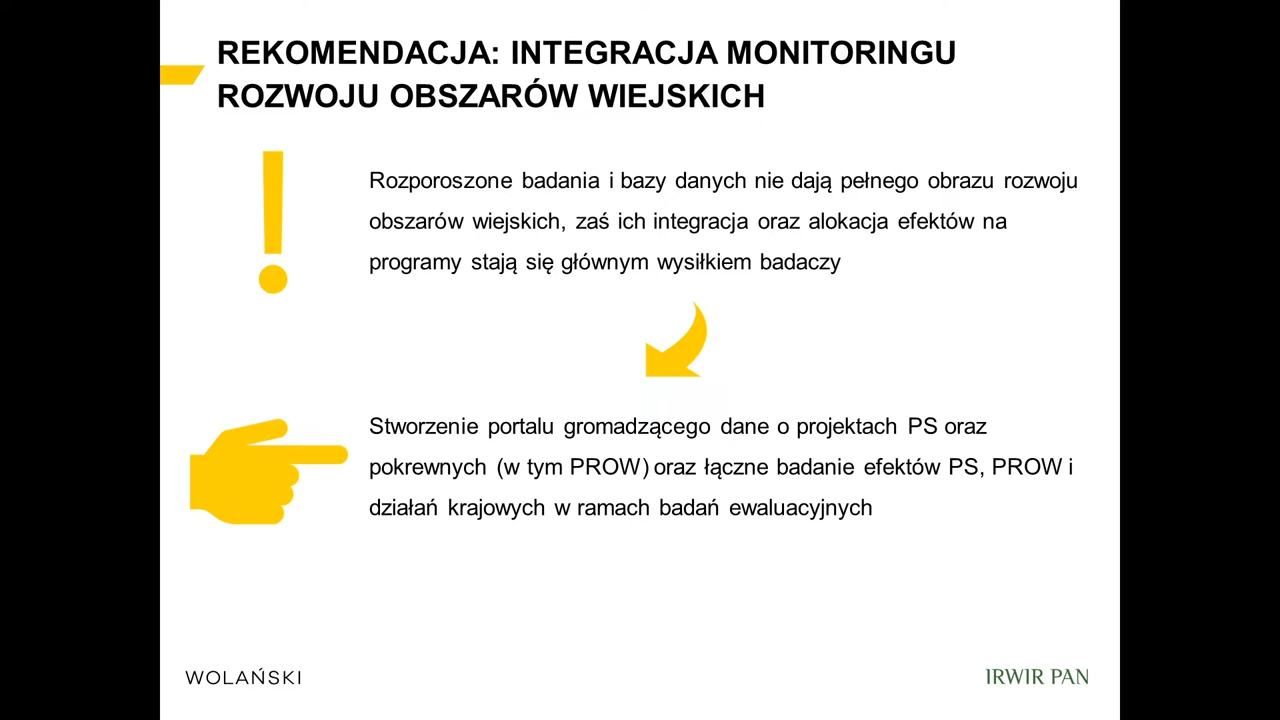 REKOMENDACJA: INTEGRACJA MONITORINGU
ROZWOJU OBSZARÓW WIEJSKICH
Rozporoszone badania i bazy danych nie dają pełnego obrazu rozwoju
obszarów wiejskich, zaś ich integracja oraz alokacja efektów na
programy stają się głównym wysiłkiem badaczy
Stworzenie portalu gromadzącego dane o projektach PS oraz
pokrewnych (w tym PROW) oraz łączne badanie efektów PS, PROW i
działań krajowych w ramach badań ewaluacyjnych
WOLAŃSKI
IRWIR PAN